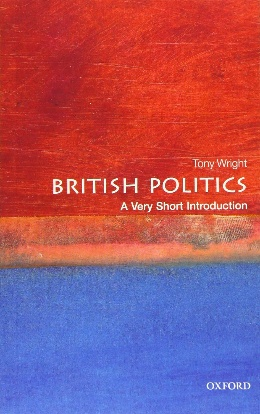 Tony Wright
BRITISH POLITICS
A Very Short Introduction
OXFORD